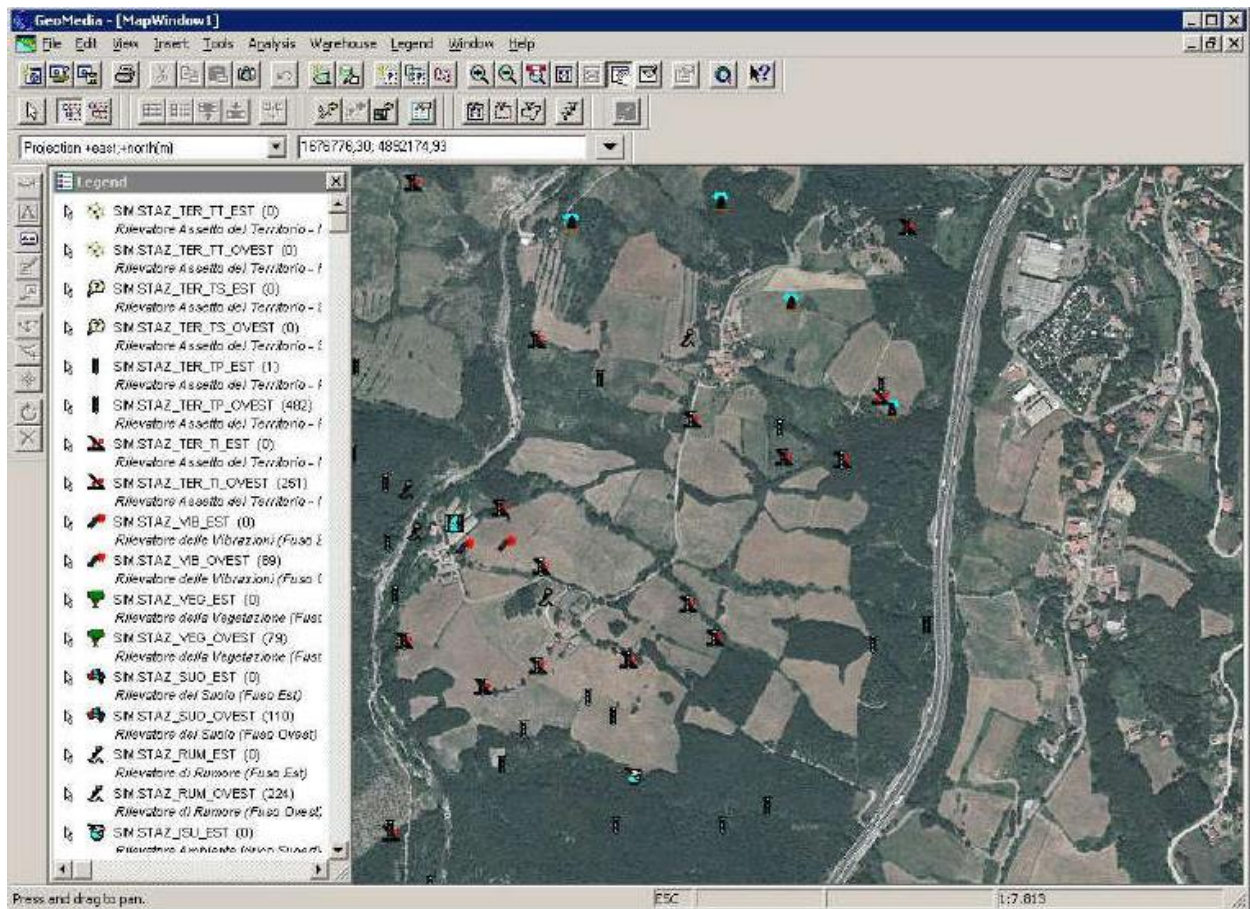 GeoMedia - [MapWindow1]
File Edit View Insert Tools Analysis Warehouse Legend Window Help
Projection +east;+north(m) 1676776,30; 4892174,93
Legend
SIM.STAZ_TER_TT_EST (0)
Rilevatore Assetto del Territorio -
SIM.STAZ_TER_TT_OVEST (0)
Rilevatore Assetto del Territorio -
SIM.STAZ_TER_TS_EST (0)
Rilevatore Assetto del Territorio -
SIM.STAZ_TER_TS_OVEST (0)
Rilevatore Assetto del Territorio -
SIM.STAZ_TER_TP_EST (1)
Rilevatore Assetto del Territorio -
SIM.STAZ_TER_TP_OVEST (482)
Rilevatore Assetto del Territorio -
SIM.STAZ_TER_TI_EST (0)
Rilevatore Assetto del Territorio -
SIM.STAZ_TER_TI_OVEST (251)
Rilevatore Assetto del Territorio -
SIM.STAZ_VIB_EST (0)
Rilevatore delle Vibrazioni (Fuso
SIM.STAZ_VIB_OVEST (89)
Rilevatore delle Vibrazioni (Fuso
SIM.STAZ_VEG_EST (0)
Rilevatore della Vegetazione (Fuso
SIM.STAZ_VEG_OVEST (79)
Rilevatore della Vegetazione (Fuso
SIM.STAZ_SUO_EST (0)
Rilevatore del Suolo (Fuso Est)
SIM.STAZ_SUO_OVEST (110)
Rilevatore del Suolo (Fuso Ovest)
SIM.STAZ_RUM_EST (0)
Rilevatore di Rumore (Fuso Est)
SIM.STAZ_RUM_OVEST (224)
Rilevatore di Rumore (Fuso Ovest)
SIM.STAZ_ISU_EST (0)
Rilevatore Ambiente Idrico Superfi
Press and drag to pan. ESC 1:7.813